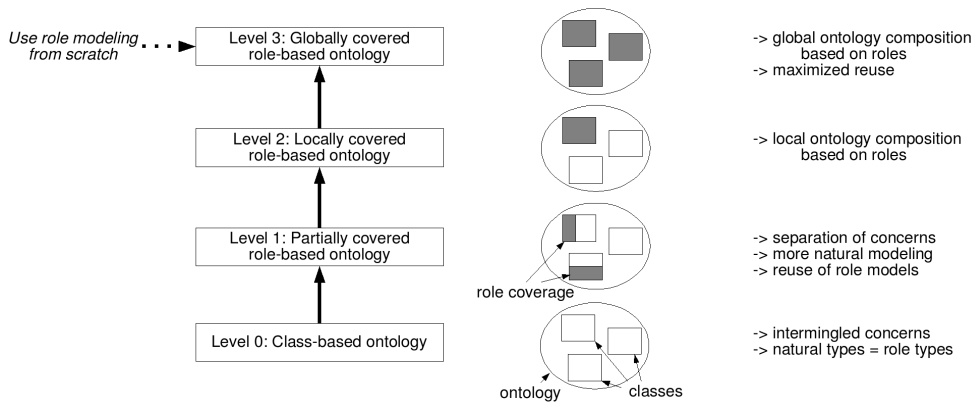 Use role modeling
from scratch
Level 3: Globally covered
role-based ontology
-> global ontology composition
based on roles
-> maximized reuse
Level 2: Locally covered
role-based ontology
-> local ontology composition
based on roles
Level 1: Partially covered
role-based ontology
role coverage
-> separation of concerns
-> more natural modeling
-> reuse of role models
Level 0: Class-based ontology
ontology
classes
-> intermingled concerns
-> natural types = role types